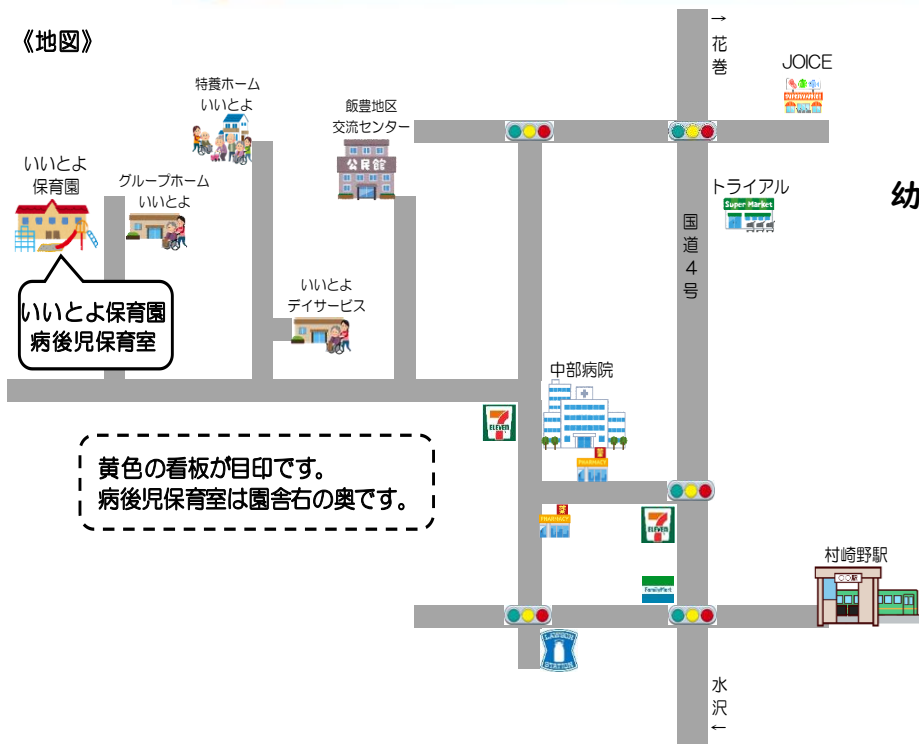 《地図》
→
花
巻
JOICE
SUPERMARKET
特養ホーム
いいとよ
飯豊地区
交流センター
公民館
いいとよ
保育園
グループホーム
いいとよ
トライアル
Super Market
幼
国
道
4
号
いいとよ
デイサービス
いいとよ保育園
病後児保育室
中部病院
ELEVEN
黄色の看板が目印です。
病後児保育室は園舎右の奥です。
薬
PHARMACY
薬
PHARMACY
ELEVEN
村崎野駅
FamilyMart
LAWSON
STATION
水
沢
←